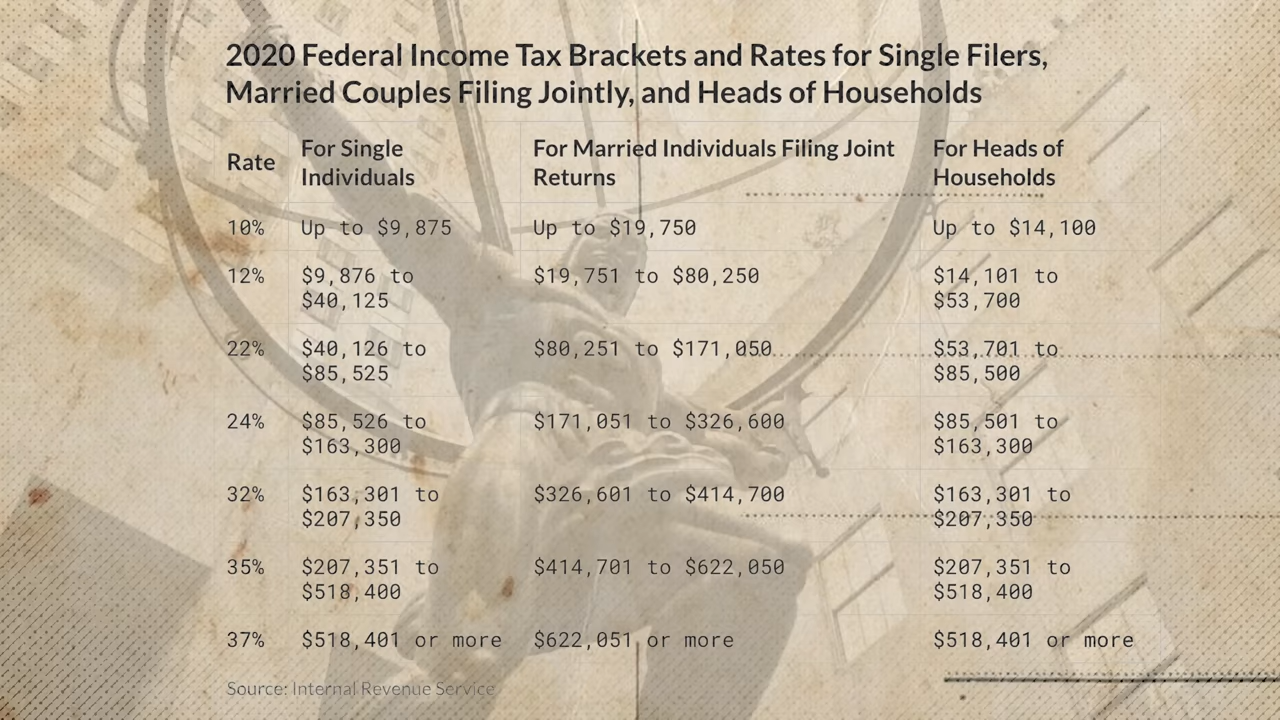 2020 Federal Income Tax Brackets and Rates for Single Filers,
Married Couples Filing Jointly, and Heads of Households
Rate For Single Individuals For Married Individuals Filing Joint Returns For Heads of Households
10% Up to $9,875 Up to $19,750 Up to $14,100
12% $9,876 to $40,125 $19,751 to $80,250 $14,101 to $53,700
22% $40,126 to $85,525 $80,251 to $171,050 $53,701 to $85,500
24% $85,526 to $163,300 $171,051 to $326,600 $85,501 to $163,300
32% $163,301 to $207,350 $326,601 to $414,700 $163,301 to $207,350
35% $207,351 to $518,400 $414,701 to $622,050 $207,351 to $518,400
37% $518,401 or more $622,051 or more $518,401 or more
Source: Internal Revenue Service